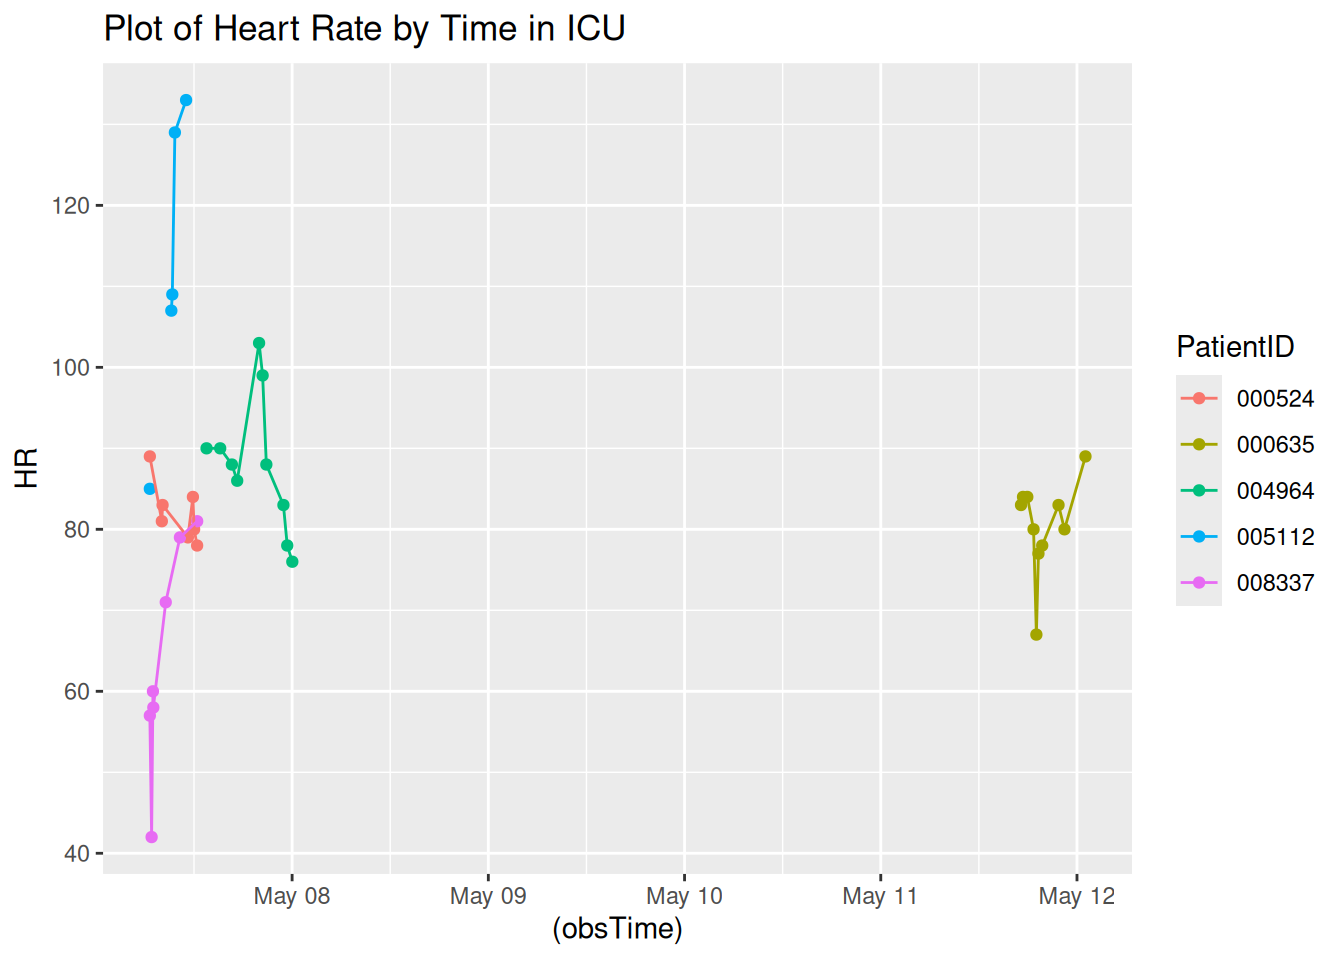 Plot of Heart Rate by Time in ICU
120
100
80
60
40
HR
May 08
May 09
May 10
May 11
May 12
(obsTime)
PatientID
000524
000635
004964
005112
008337